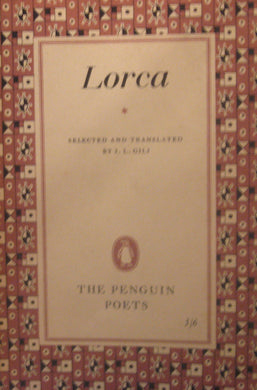 Lorca
SELECTED AND TRANSLATED
BY J. L. GILI
THE PENGUIN
POETS
3/6